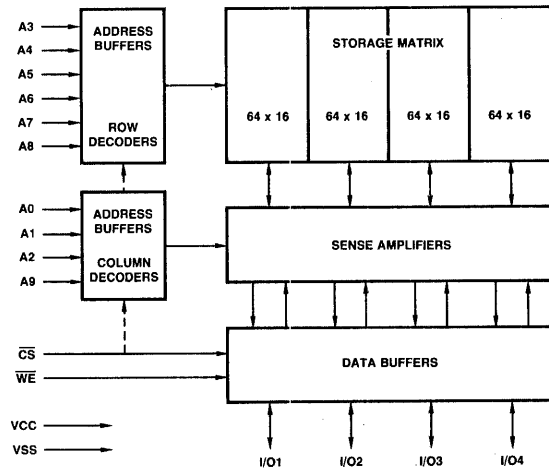 A3
A4
A5
A6
A7
A8
ADDRESS
BUFFERS
ROW
DECODERS
STORAGE MATRIX
64 x 16
64 x 16
64 x 16
64 x 16
A0
A1
A2
A9
ADDRESS
BUFFERS
COLUMN
DECODERS
SENSE AMPLIFIERS
CS
WE
DATA BUFFERS
VCC
VSS
I/O1
I/O2
I/O3
I/O4